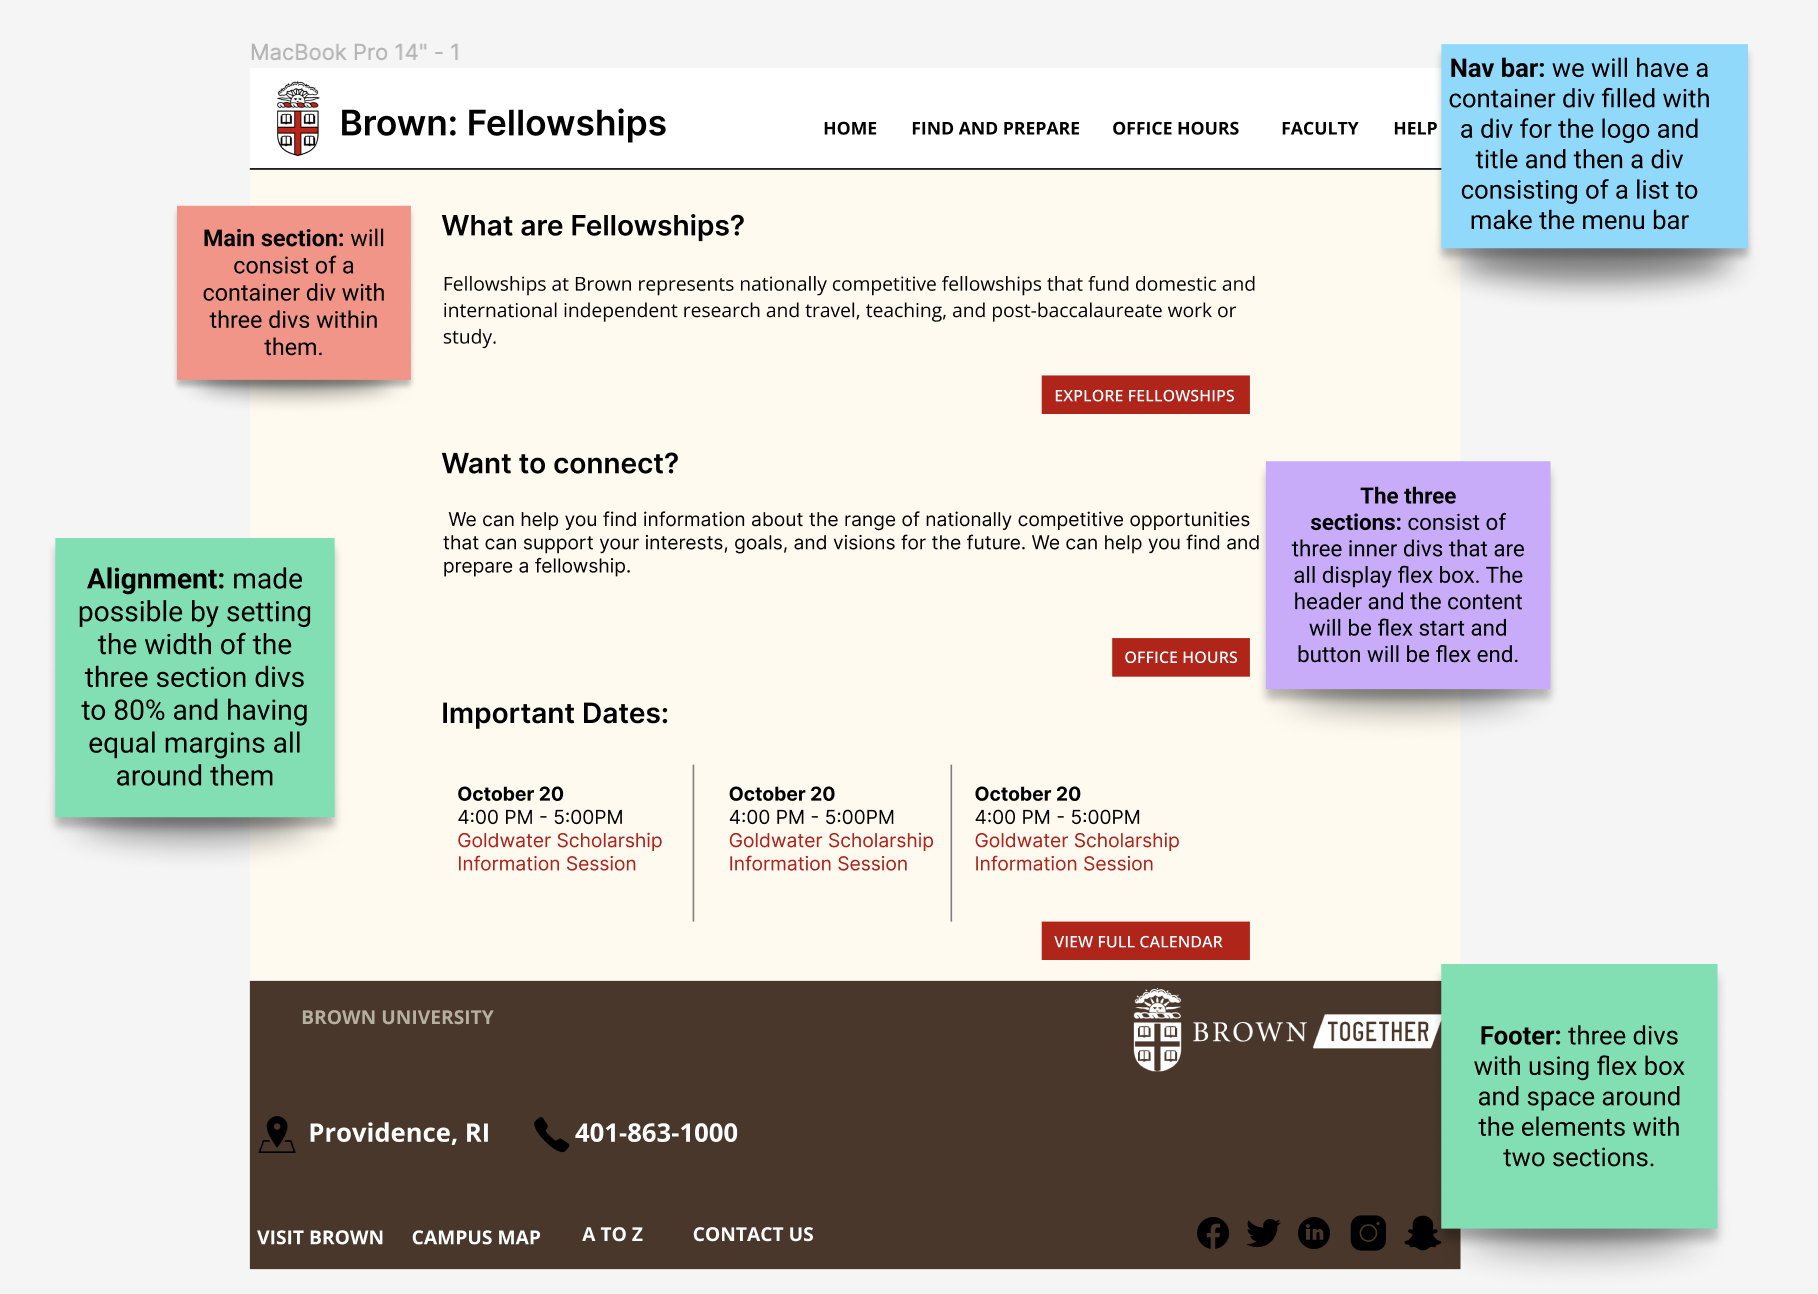 MacBook Pro 14" - 1
Brown: Fellowships
HOME FIND AND PREPARE OFFICE HOURS FACULTY HELP
Nav bar: we will have a
container div filled with
a div for the logo and
title and then a div
consisting of a list to
make the menu bar
Main section: will
consist of a
container div with
three divs within
them.
What are Fellowships?
Fellowships at Brown represents nationally competitive fellowships that fund domestic and
international independent research and travel, teaching, and post-baccalaureate work or
study.
EXPLORE FELLOWSHIPS
Want to connect?
We can help you find information about the range of nationally competitive opportunities
that can support your interests, goals, and visions for the future. We can help you find and
prepare a fellowship.
OFFICE HOURS
The three
sections: consist of
three inner divs that are
all display flex box. The
header and the content
will be flex start and
button will be flex end.
Alignment: made
possible by setting
the width of the
three section divs
to 80% and having
equal margins all
around them
Important Dates:
October 20
4:00 PM - 5:00PM
Goldwater Scholarship
Information Session
October 20
4:00 PM - 5:00PM
Goldwater Scholarship
Information Session
October 20
4:00 PM - 5:00PM
Goldwater Scholarship
Information Session
VIEW FULL CALENDAR
BROWN UNIVERSITY
BROWN TOGETHER
Footer: three divs
with using flex box
and space around
the elements with
two sections.
Providence, RI 401-863-1000
VISIT BROWN CAMPUS MAP A TO Z CONTACT US
in